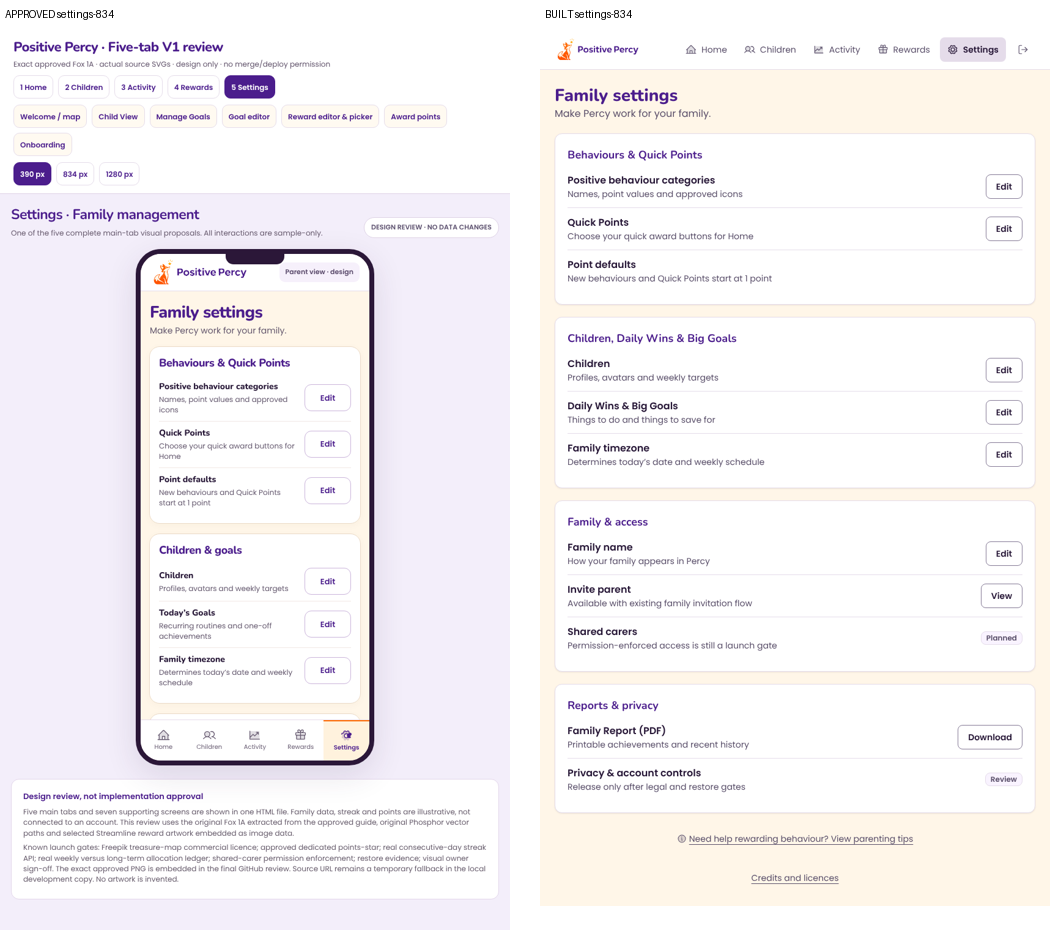 APPROVED settings-834
Positive Percy · Five-tab V1 review
Exact approved Fox 1A · actual source SVGs · design only · no merge/deploy permission
1 Home
2 Children
3 Activity
4 Rewards
5 Settings
Welcome / map
Child View
Manage Goals
Goal editor
Reward editor & picker
Award points
Onboarding
390 px
834 px
1280 px
Settings · Family management
One of the five complete main-tab visual proposals. All interactions are sample-only.
DESIGN REVIEW · NO DATA CHANGES
Positive Percy
Parent view · design
Family settings
Make Percy work for your family.
Behaviours & Quick Points
Positive behaviour categories
Names, point values and approved
icons
Edit
Quick Points
Choose your quick award buttons for
Home
Edit
Point defaults
New behaviours and Quick Points
start at 1 point
Edit
Children & goals
Children
Profiles, avatars and weekly targets
Edit
Today's Goals
Recurring routines and one-off
achievements
Edit
Family timezone
Determines today's date and weekly
schedule
Edit
Home
Children
Activity
Rewards
Settings
Design review, not implementation approval
Five main tabs and seven supporting screens are shown in one HTML file. Family data, streak and points are illustrative, not
connected to an account. This review uses the original Fox 1A extracted from the approved guide, original Phosphor vector
paths and selected Streamline reward artwork embedded as image data.
Known launch gates: Freepik treasure-map commercial licence; approved dedicated points-star; real consecutive-day streak
API; real weekly versus long-term allocation ledger; shared-carer permission enforcement; restore evidence; visual owner
sign-off. The exact approved PNG is embedded in the final GitHub review. Source URL remains a temporary fallback in the local
development copy. No artwork is invented.
BUILT settings-834
Positive Percy
Home
Children
Activity
Rewards
Settings
Family settings
Make Percy work for your family.
Behaviours & Quick Points
Positive behaviour categories
Names, point values and approved icons
Edit
Quick Points
Choose your quick award buttons for Home
Edit
Point defaults
New behaviours and Quick Points start at 1 point
Children, Daily Wins & Big Goals
Children
Profiles, avatars and weekly targets
Edit
Daily Wins & Big Goals
Things to do and things to save for
Edit
Family timezone
Determines today's date and weekly schedule
Edit
Family & access
Family name
How your family appears in Percy
Edit
Invite parent
Available with existing family invitation flow
View
Shared carers
Permission-enforced access is still a launch gate
Planned
Reports & privacy
Family Report (PDF)
Printable achievements and recent history
Download
Privacy & account controls
Release only after legal and restore gates
Review
Need help rewarding behaviour? View parenting tips
Credits and licences